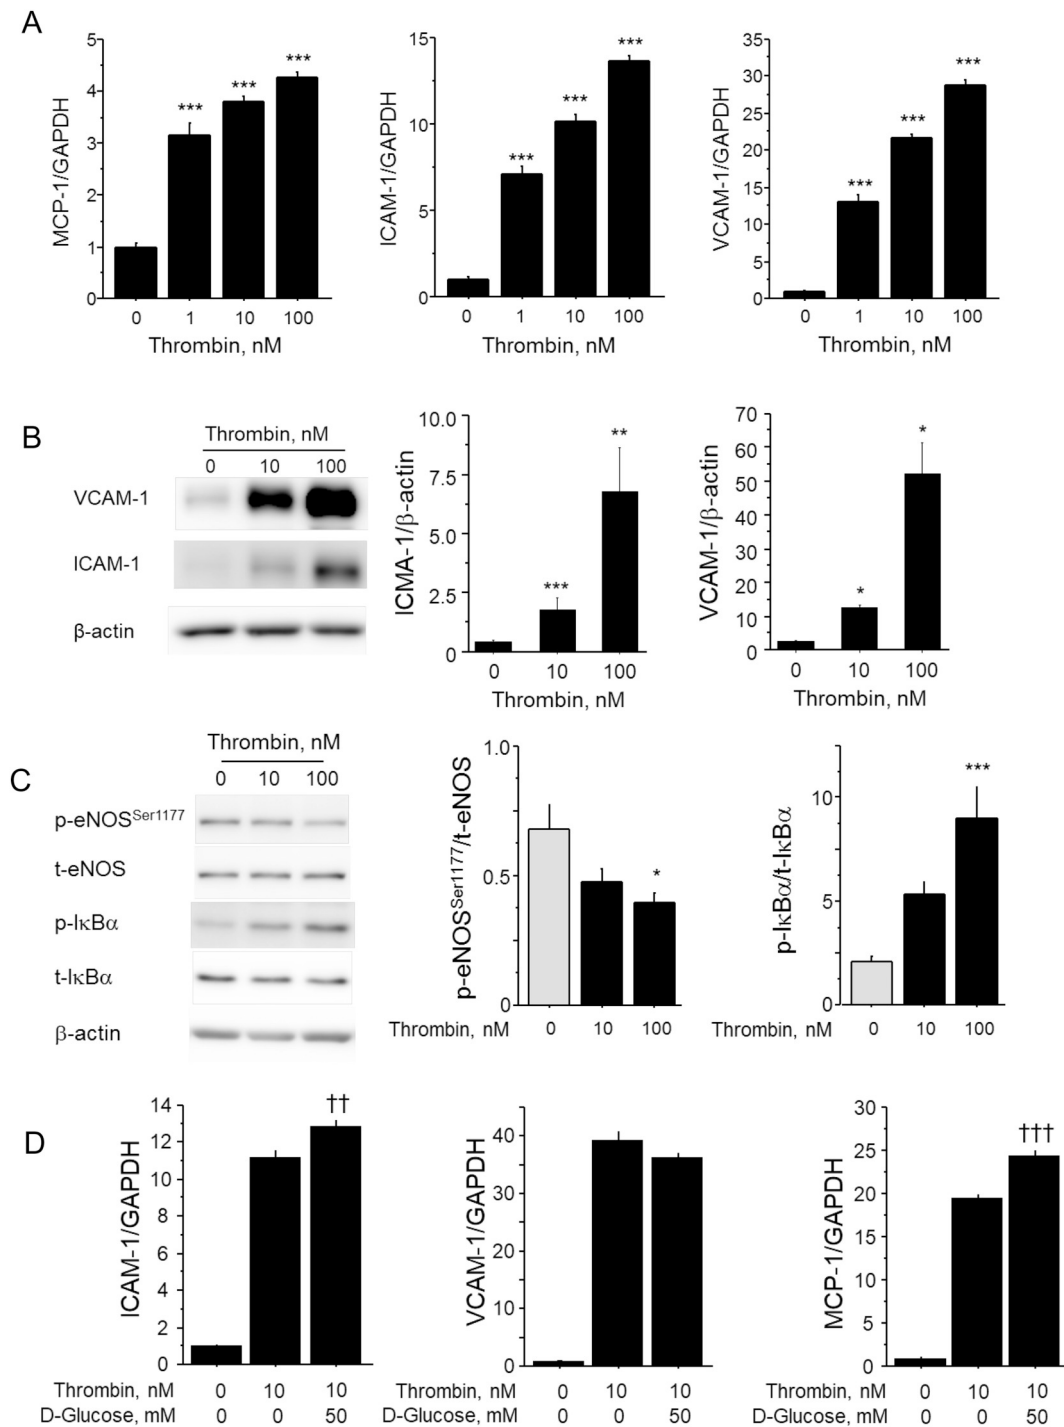 A
MCP-1/GAPDH
5
4
3
2
1
0
***
***
***
0 1 10 100
Thrombin, nM
ICAM-1/GAPDH
15
10
5
0
***
***
***
0 1 10 100
Thrombin, nM
VCAM-1/GAPDH
35
30
25
20
15
10
5
0
***
***
***
0 1 10 100
Thrombin, nM
B
Thrombin, nM
0 10 100
VCAM-1
ICAM-1
β-actin
ICMA-1/β-actin
10.0
7.5
5.0
2.5
0
***
**
0 10 100
Thrombin, nM
VCAM-1/β-actin
70
60
50
40
30
20
10
0
*
*
0 10 100
Thrombin, nM
C
Thrombin, nM
0 10 100
p-eNOSSer1177
t-eNOS
p-IκBα
t-IκBα
β-actin
p-eNOSSer1177/t-eNOS
1.0
0.5
0
*
Thrombin, nM 0 10 100
p-IκBα/t-IκBα
10
5
0
***
Thrombin, nM 0 10 100
D
ICAM-1/GAPDH
14
12
10
8
6
4
2
0
††
Thrombin, nM 0 10 10
D-Glucose, mM 0 0 50
VCAM-1/GAPDH
40
30
20
10
0
Thrombin, nM 0 10 10
D-Glucose, mM 0 0 50
MCP-1/GAPDH
30
25
20
15
10
5
0
†††
Thrombin, nM 0 10 10
D-Glucose, mM 0 0 50